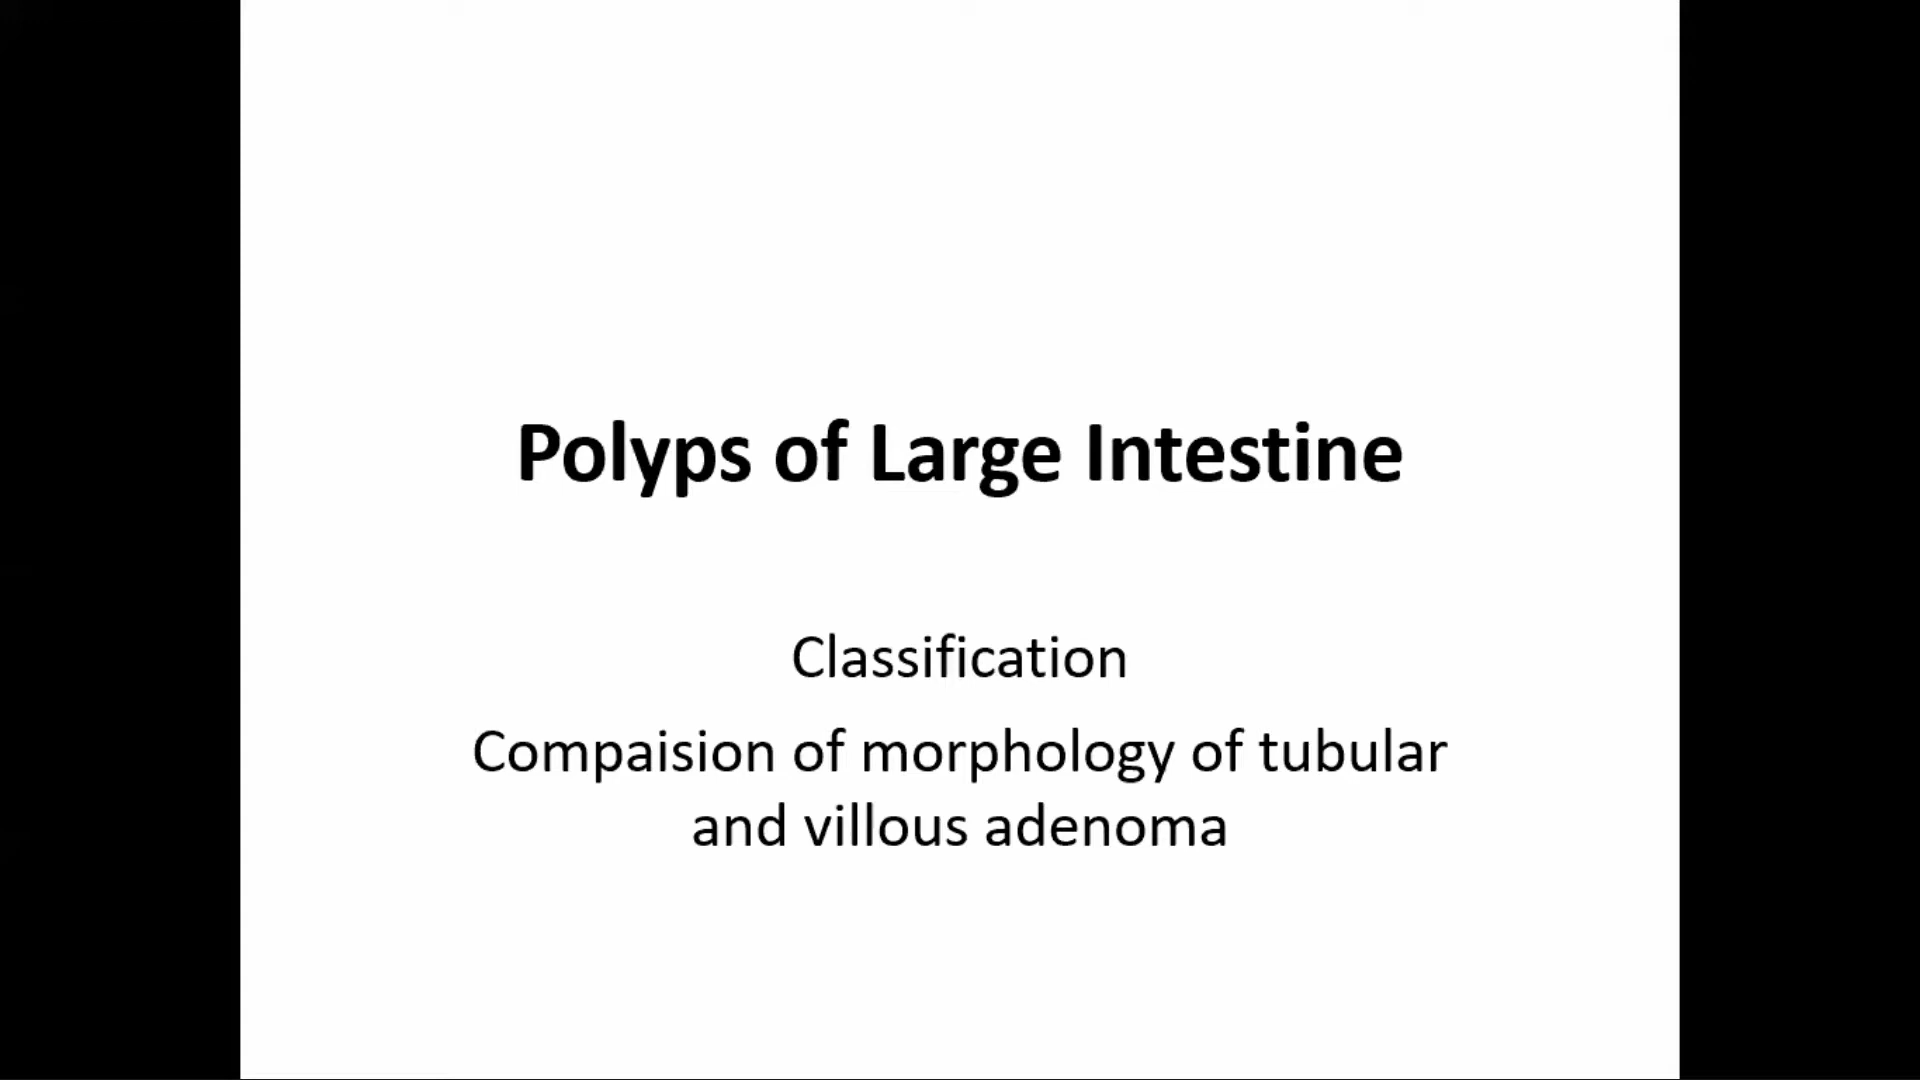 Polyps of Large Intestine
Classification
Compaision of morphology of tubular
and villous adenoma